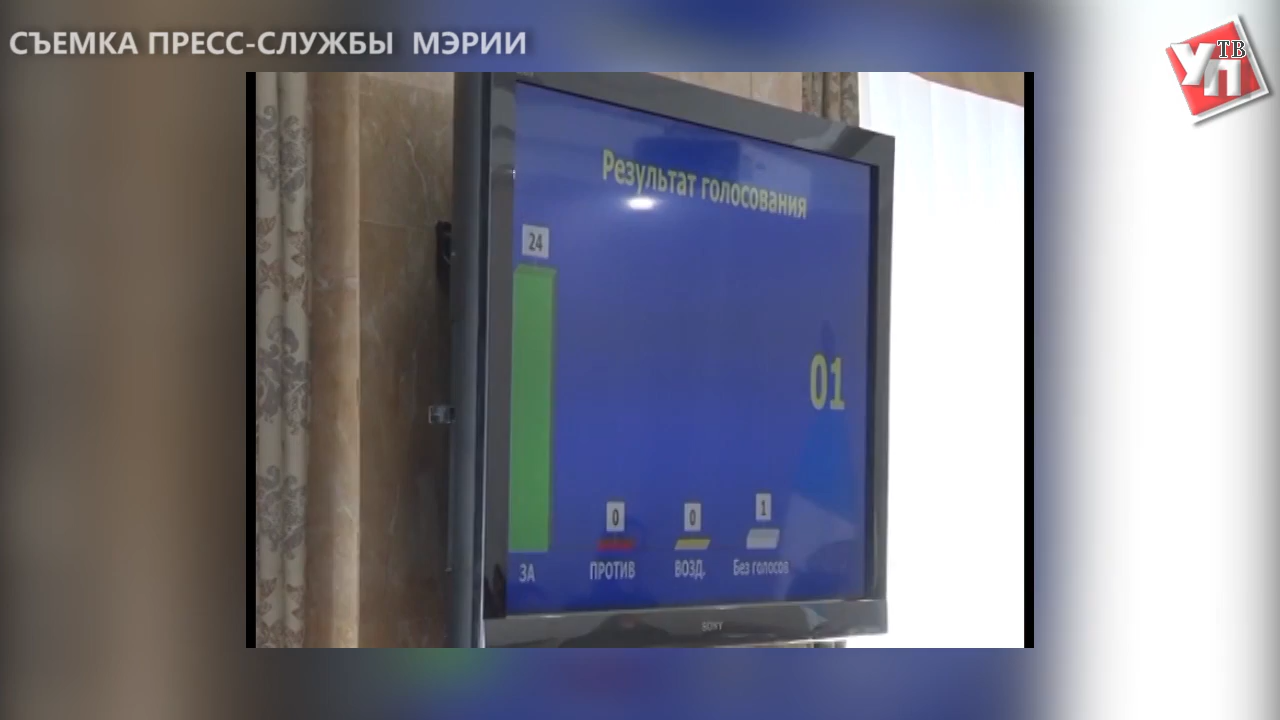 СЪЕМКА ПРЕСС-СЛУЖБЫ МЭРИИ
УП ТВ
Результат голосования
24
01
0 0 1
ЗА ПРОТИВ ВОЗД. Без голосов
SONY